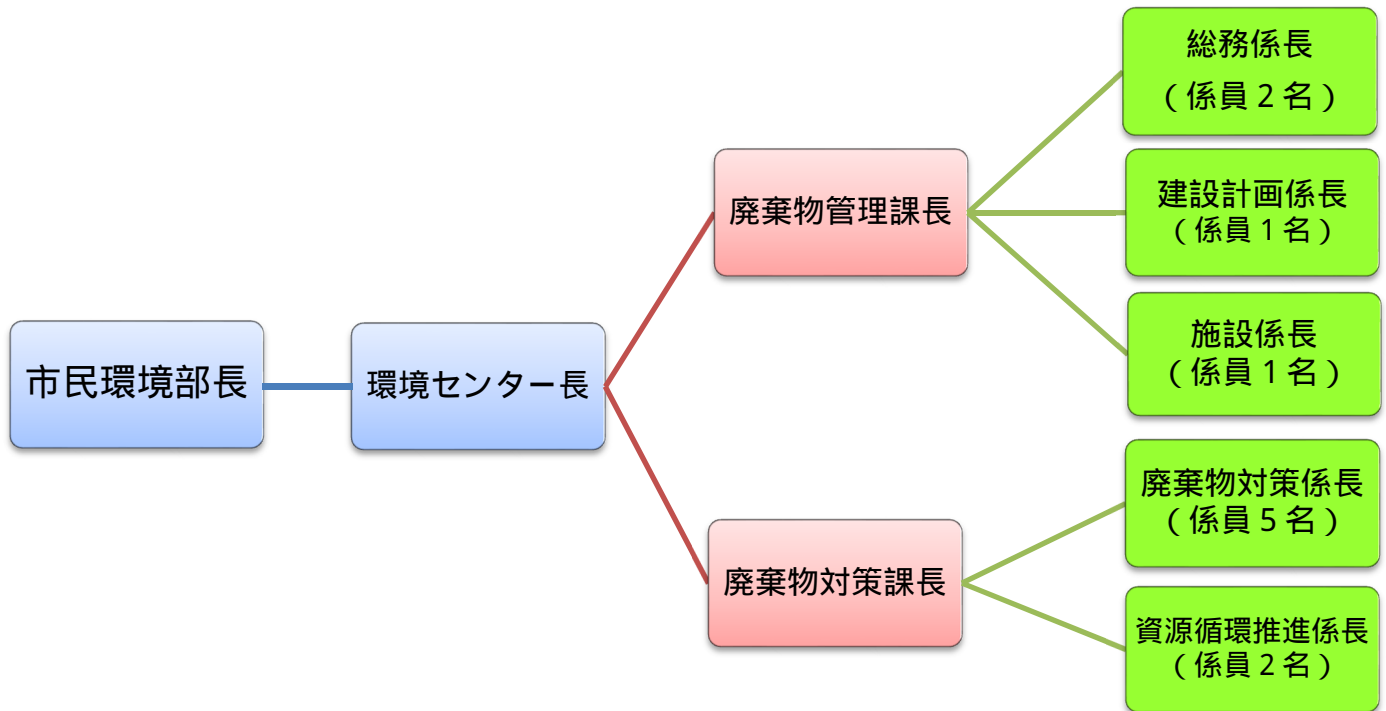 市民環境部長
環境センター長
廃棄物管理課長
総務係長
（係員２名）
建設計画係長
（係員１名）
施設係長
（係員１名）
廃棄物対策課長
廃棄物対策係長
（係員５名）
資源循環推進係長
（係員２名）